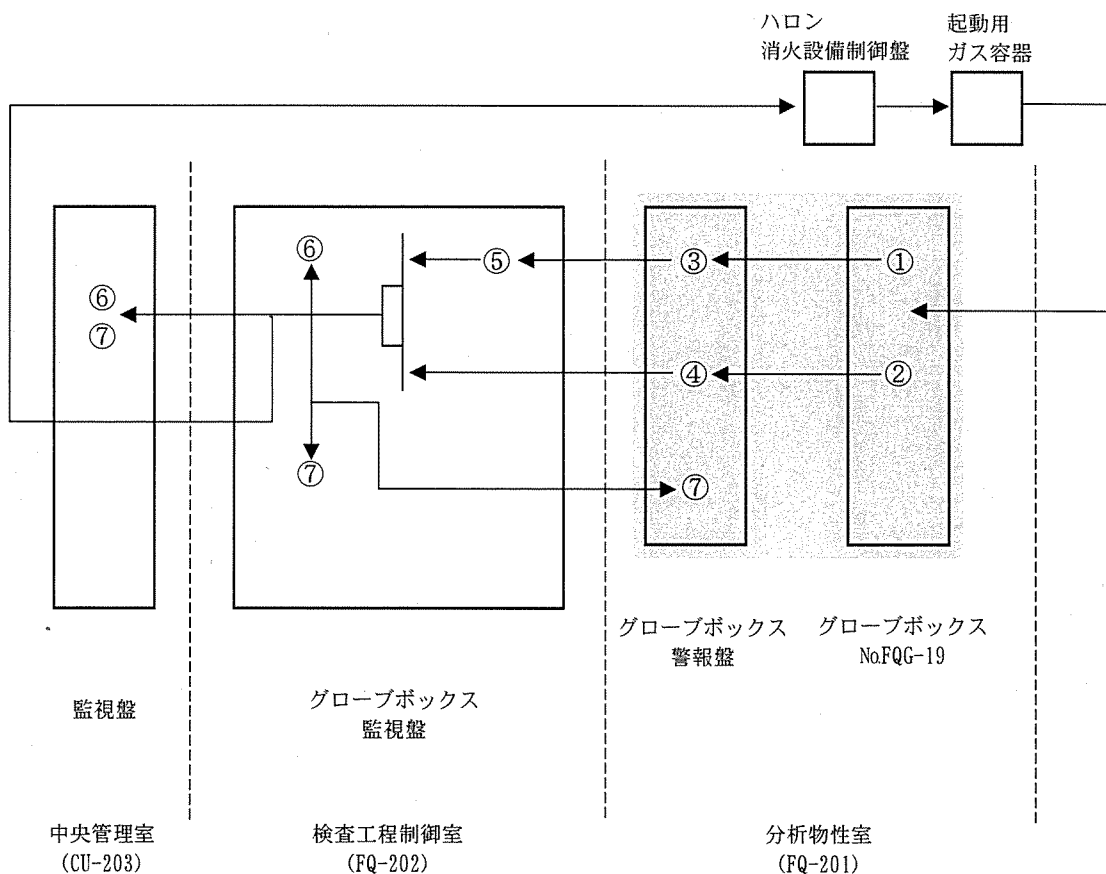 ハロン
消火設備制御盤
起動用
ガス容器
⑥
⑤
③
①
⑥
⑦
④
②
⑦
⑦
グローブボックス
警報盤
グローブボックス
No.FQG-19
監視盤
グローブボックス
監視盤
中央管理室
(CU-203)
検査工程制御室
(FQ-202)
分析物性室
(FQ-201)